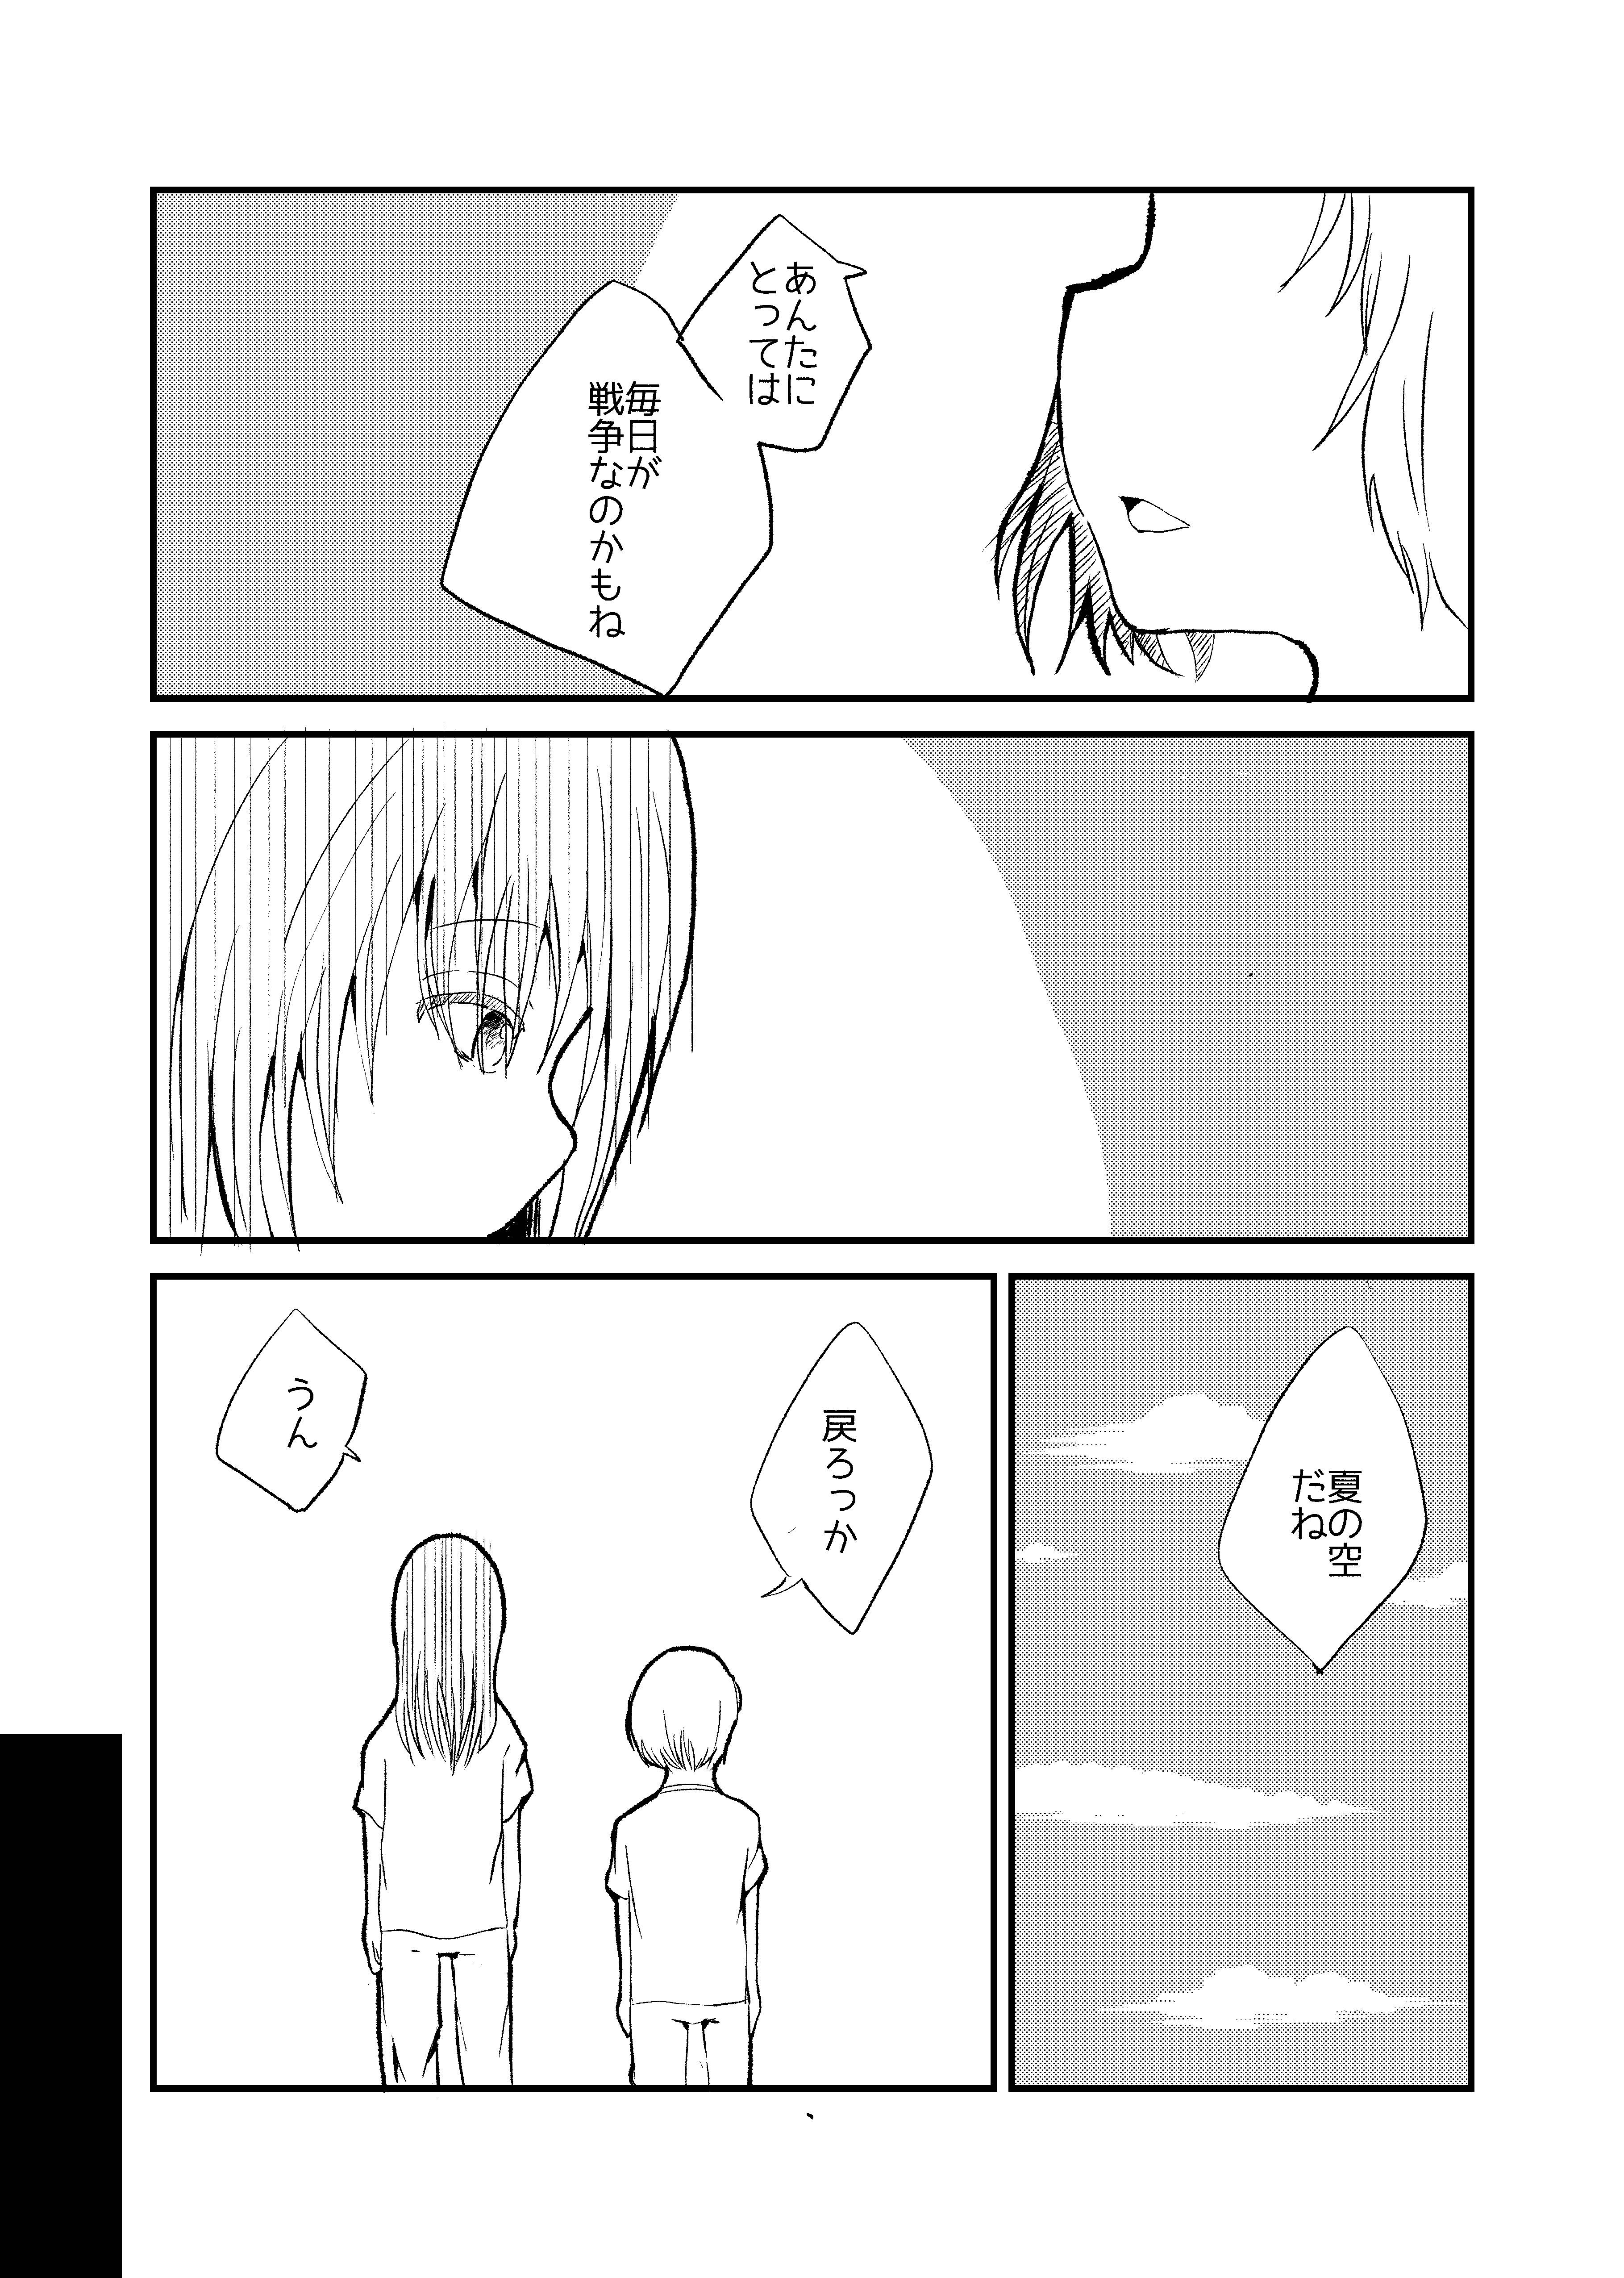 あんたに
とっては
毎日が
戦争なのかもね
夏の空
だね
戻ろっか
うん